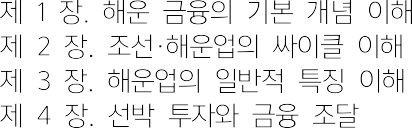 제 1 장. 해운 금융의 기본 개념 이해
제 2 장. 조선·해운업의 싸이클 이해
제 3 장. 해운업의 일반적 특징 이해
제 4 장. 선박 투자와 금융 조달